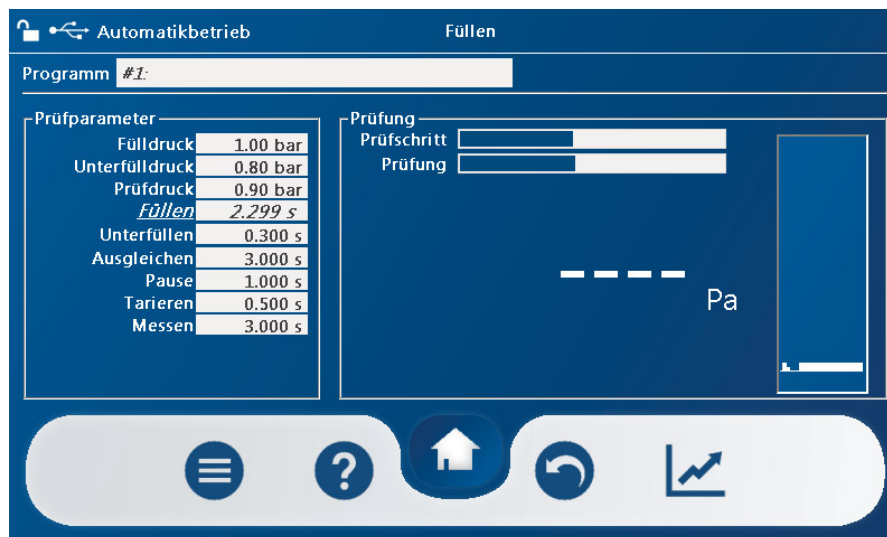 Automatikbetrieb Füllen
Programm #1:
Prüfparameter
Fülldruck 1.00 bar
Unterfülldruck 0.80 bar
Prüfdruck 0.90 bar
Füllen 2.299 s
Unterfüllen 0.300 s
Ausgleichen 3.000 s
Pause 1.000 s
Tarieren 0.500 s
Messen 3.000 s
Prüfung
Prüfschritt
Prüfung
– – – –
Pa
?